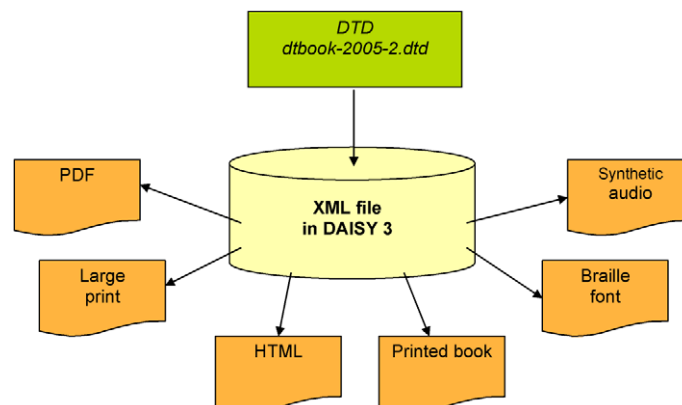 DTD
dtbook-2005-2.dtd
PDF
Synthetic
audio
XML file
in DAISY 3
Large
print
Braille
font
HTML
Printed book